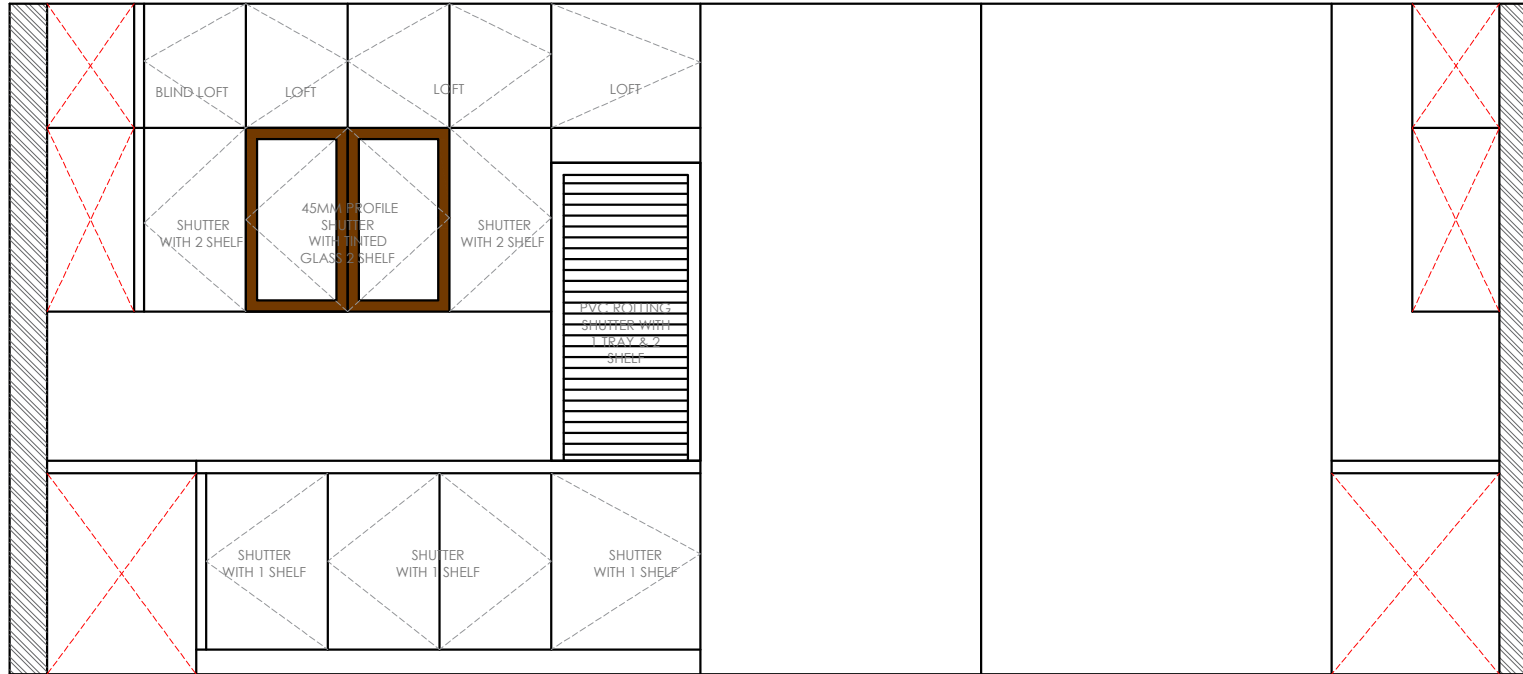 BLIND LOFT
LOFT
LOFT
LOFT
SHUTTER
WITH 2 SHELF
45MM PROFILE
SHUTTER
WITH TINTED
GLASS 2 SHELF
SHUTTER
WITH 2 SHELF
PVC ROLLING
SHUTTER WITH
1 TRAY & 2
SHELF
SHUTTER
WITH 1 SHELF
SHUTTER
WITH 1 SHELF
SHUTTER
WITH 1 SHELF